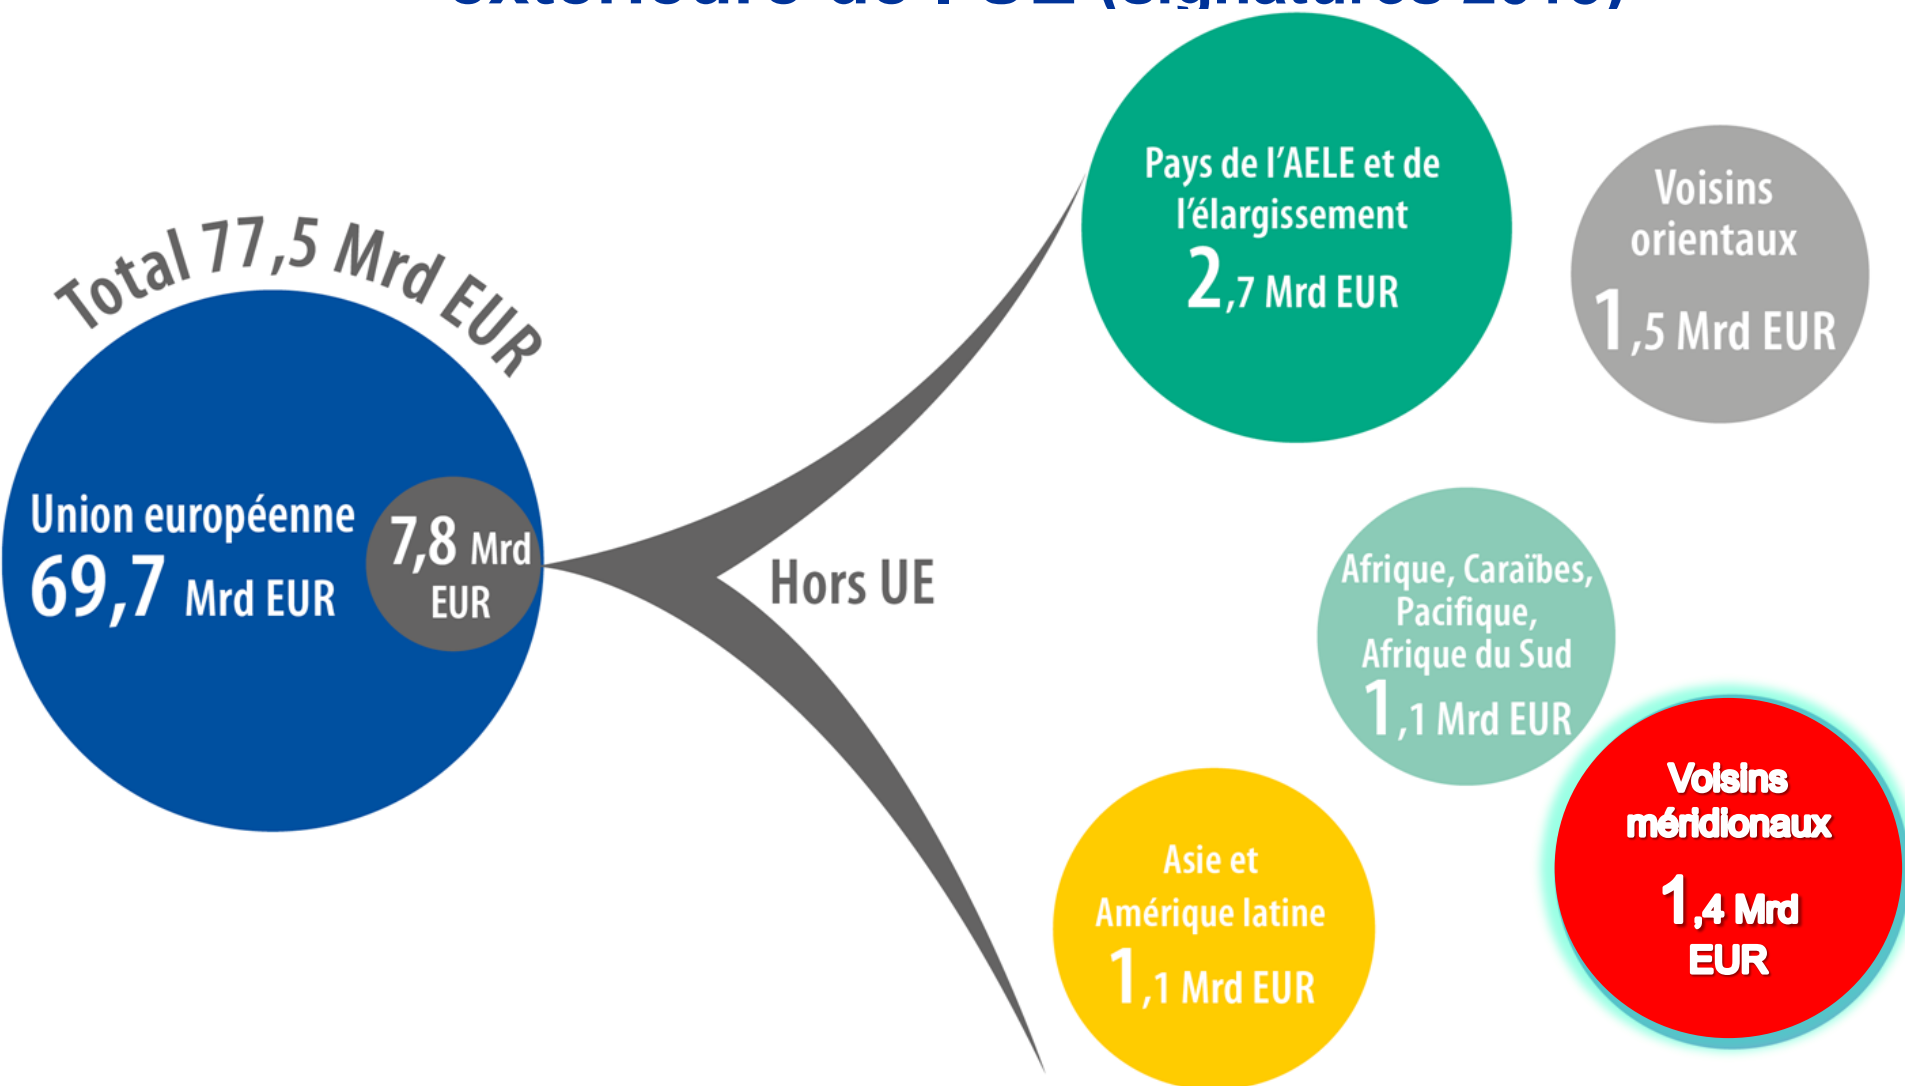 Total 77,5 Mrd EUR
Union européenne
69,7 Mrd EUR
7,8 Mrd
EUR
Hors UE
Pays de l’AELE et de
l’élargissement
2,7 Mrd EUR
Voisins
orientaux
1,5 Mrd EUR
Afrique, Caraïbes,
Pacifique,
Afrique du Sud
1,1 Mrd EUR
Voisins
méridionaux
1,4 Mrd
EUR
Asie et
Amérique latine
1,1 Mrd EUR